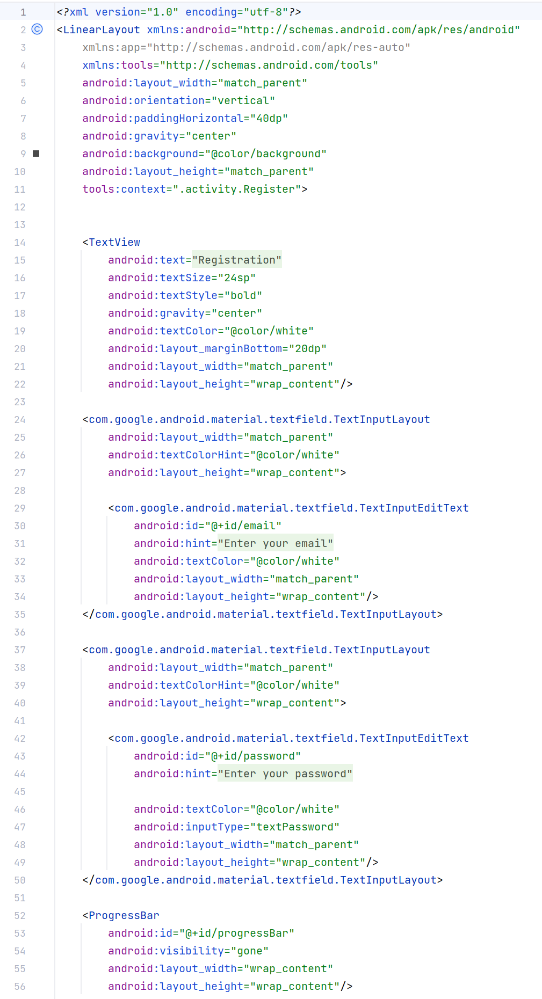 1 <?xml version="1.0" encoding="utf-8"?>
2 © <LinearLayout xmlns:android="http://schemas.android.com/apk/res/android"
3     xmlns:app="http://schemas.android.com/apk/res-auto"
4     xmlns:tools="http://schemas.android.com/tools"
5     android:layout_width="match_parent"
6     android:orientation="vertical"
7     android:paddingHorizontal="40dp"
8     android:gravity="center"
9     android:background="@color/background"
10     android:layout_height="match_parent"
11     tools:context=".activity.Register">
12
13
14     <TextView
15         android:text="Registration"
16         android:textSize="24sp"
17         android:textStyle="bold"
18         android:gravity="center"
19         android:textColor="@color/white"
20         android:layout_marginBottom="20dp"
21         android:layout_width="match_parent"
22         android:layout_height="wrap_content"/>
23
24     <com.google.android.material.textfield.TextInputLayout
25         android:layout_width="match_parent"
26         android:textColorHint="@color/white"
27         android:layout_height="wrap_content">
28
29         <com.google.android.material.textfield.TextInputEditText
30             android:id="@+id/email"
31             android:hint="Enter your email"
32             android:textColor="@color/white"
33             android:layout_width="match_parent"
34             android:layout_height="wrap_content"/>
35     </com.google.android.material.textfield.TextInputLayout>
36
37     <com.google.android.material.textfield.TextInputLayout
38         android:layout_width="match_parent"
39         android:textColorHint="@color/white"
40         android:layout_height="wrap_content">
41
42         <com.google.android.material.textfield.TextInputEditText
43             android:id="@+id/password"
44             android:hint="Enter your password"
45
46             android:textColor="@color/white"
47             android:inputType="textPassword"
48             android:layout_width="match_parent"
49             android:layout_height="wrap_content"/>
50     </com.google.android.material.textfield.TextInputLayout>
51
52     <ProgressBar
53         android:id="@+id/progressBar"
54         android:visibility="gone"
55         android:layout_width="wrap_content"
56         android:layout_height="wrap_content"/>